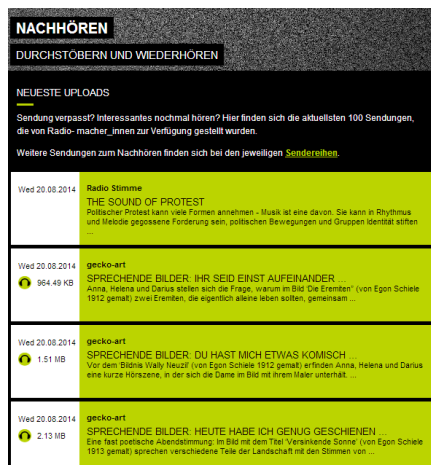 NACHHÖREN
DURCHSTÖBERN UND WIEDERHÖREN
NEUESTE UPLOADS
Sendung verpasst? Interessantes nochmal hören? Hier finden sich die aktuellsten 100 Sendungen,
die von Radio- macher_innen zur Verfügung gestellt wurden.
Weitere Sendungen zum Nachhören finden sich bei den jeweiligen Sendereihen.
Wed 20.08.2014
Radio Stimme
THE SOUND OF PROTEST
Politischer Protest kann viele Formen annehmen - Musik ist eine davon. Sie kann in Rhythmus
und Melodie gegossene Forderung sein, politischen Bewegungen und Gruppen Identität stiften
...
Wed 20.08.2014
964.49 KB
gecko-art
SPRECHENDE BILDER: IHR SEID EINST AUFEINANDER ...
Anna, Helena und Darius stellen sich die Frage, warum im Bild 'Die Eremiten" (von Egon Schiele
1912 gemalt) zwei Eremiten, die eigentlich alleine leben sollten, gemeinsam ...
Wed 20.08.2014
1.51 MB
gecko-art
SPRECHENDE BILDER: DU HAST MICH ETWAS KOMISCH ...
Vor dem 'Bildnis Wally Neuzil' (von Egon Schiele 1912 gemalt) erfinden Anna, Helena und Darius
eine kurze Hörszene, in der sich die Dame im Bild mit ihrem Maler unterhält. ...
Wed 20.08.2014
2.13 MB
gecko-art
SPRECHENDE BILDER: HEUTE HABE ICH GENUG GESCHIENEN ...
Eine fast poetische Abendstimmung: Im Bild mit dem Titel 'Versinkende Sonne' (von Egon Schiele
1913 gemalt) sprechen verschiedene Teile der Landschaft mit den Stimmen von ...